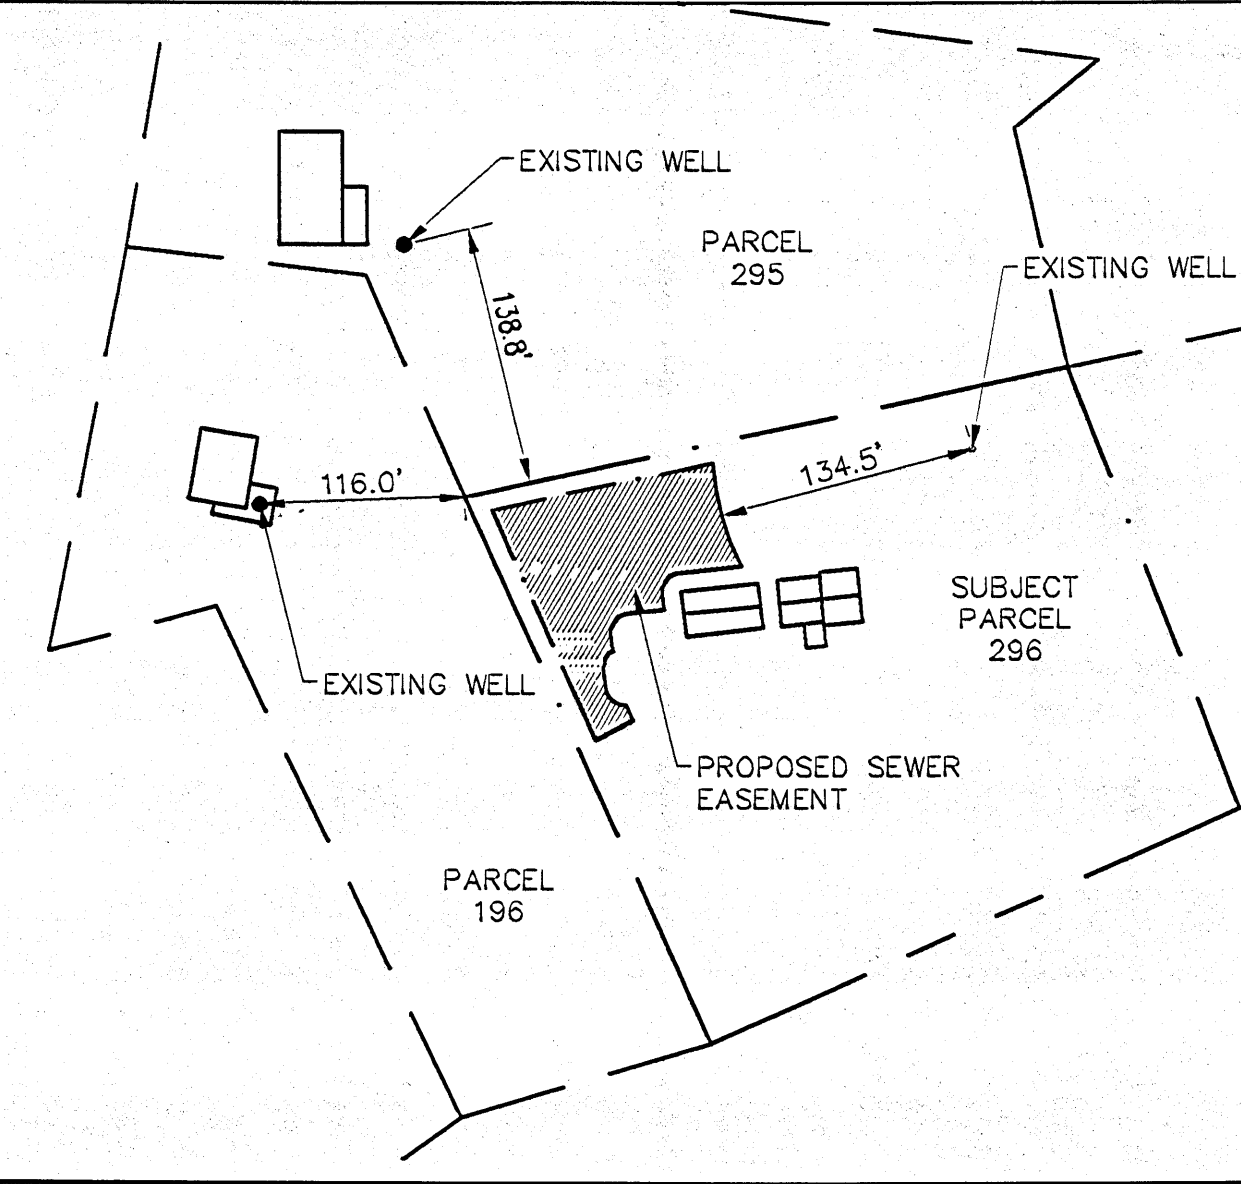 EXISTING WELL
PARCEL
295
EXISTING WELL
138.8'
134.5'
116.0'
SUBJECT
PARCEL
296
EXISTING WELL
PROPOSED SEWER
EASEMENT
PARCEL
196